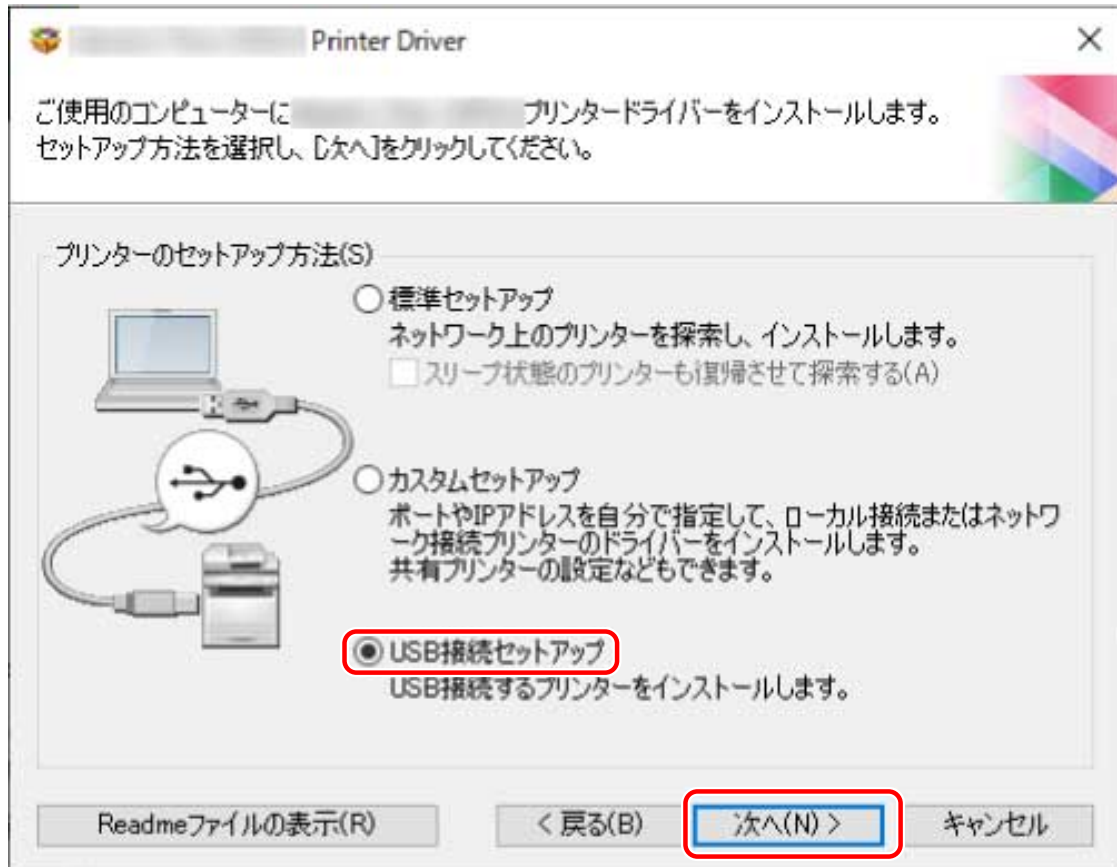 Printer Driver
ご使用のコンピューターに プリンタードライバーをインストールします。
セットアップ方法を選択し、[次へ]をクリックしてください。
プリンターのセットアップ方法(S)
標準セットアップ
ネットワーク上のプリンターを探索し、インストールします。
スリープ状態のプリンターも復帰させて探索する(A)
カスタムセットアップ
ポートやIPアドレスを自分で指定して、ローカル接続またはネットワ
ーク接続プリンターのドライバーをインストールします。
共有プリンターの設定などもできます。
USB接続セットアップ
USB接続するプリンターをインストールします。
Readmeファイルの表示(R)
< 戻る(B)
次へ(N) >
キャンセル